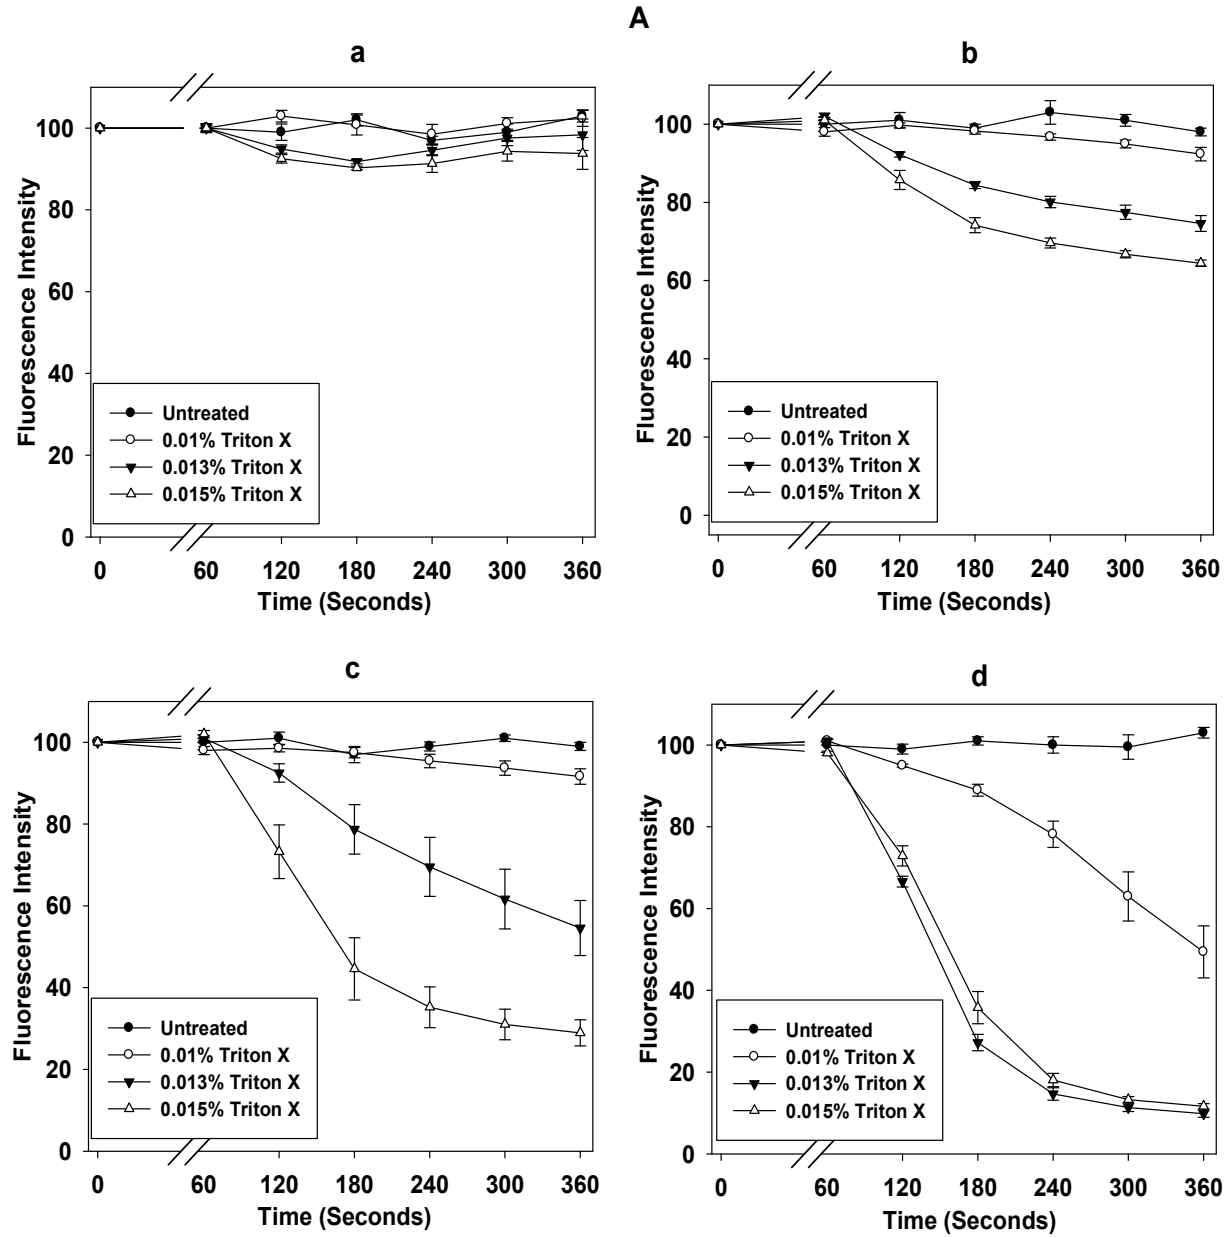 A
a
Fluorescence Intensity
100
80
60
40
20
0
Untreated
0.01% Triton X
0.013% Triton X
0.015% Triton X
0 60 120 180 240 300 360
Time (Seconds)
b
Fluorescence Intensity
100
80
60
40
20
0
Untreated
0.01% Triton X
0.013% Triton X
0.015% Triton X
0 60 120 180 240 300 360
Time (Seconds)
c
Fluorescence Intensity
100
80
60
40
20
0
Untreated
0.01% Triton X
0.013% Triton X
0.015% Triton X
0 60 120 180 240 300 360
Time (Seconds)
d
Fluorescence Intensity
100
80
60
40
20
0
Untreated
0.01% Triton X
0.013% Triton X
0.015% Triton X
0 60 120 180 240 300 360
Time (Seconds)